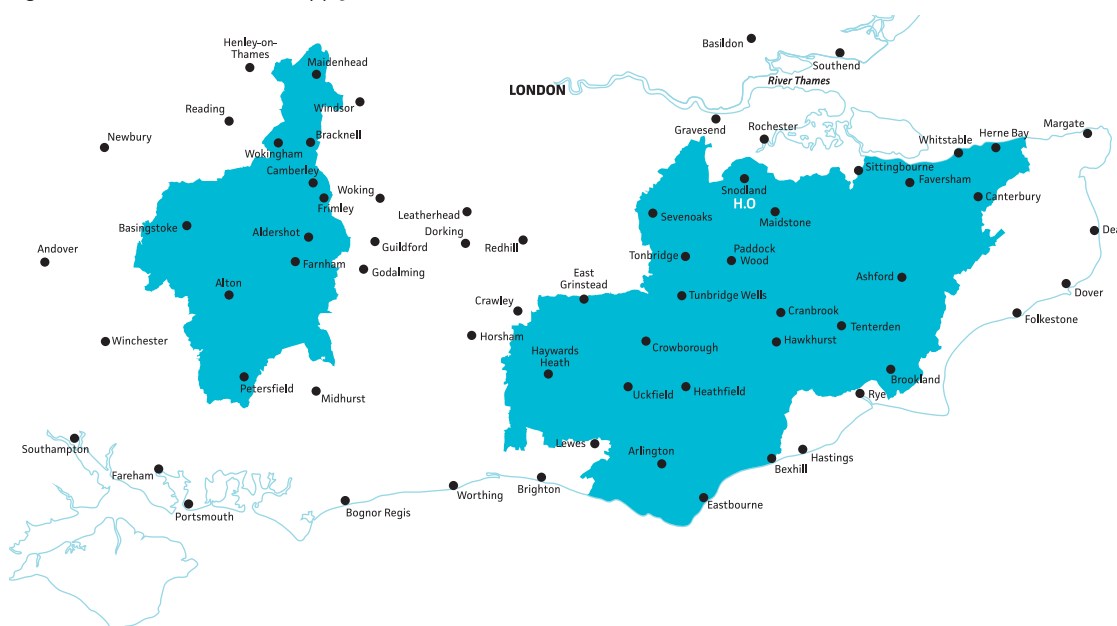 Basildon
Henley-on-
Thames
Southend
Maidenhead
River Thames
LONDON
Windsor
Reading
Gravesend
Rochester
Margate
Newbury
Bracknell
Whitstable
Herne Bay
Wokingham
Camberley
Sittingbourne
Snodland
Faversham
Woking
Canterbury
H.O
Frimley
Leatherhead
Sevenoaks
Maidstone
Basingstoke
Dorking
Aldershot
Guildford
Redhill
Paddock
Wood
Andover
Tonbridge
Farnham
Godalming
East
Grinstead
Ashford
Alton
Dover
Tunbridge Wells
Crawley
Cranbrook
Folkestone
Tenterden
Horsham
Winchester
Crowborough
Hawkhurst
Haywards
Heath
Brookland
Petersfield
Midhurst
Uckfield
Heathfield
Rye
Southampton
Lewes
Arlington
Hastings
Bexhill
Fareham
Brighton
Worthing
Eastbourne
Bognor Regis
Portsmouth